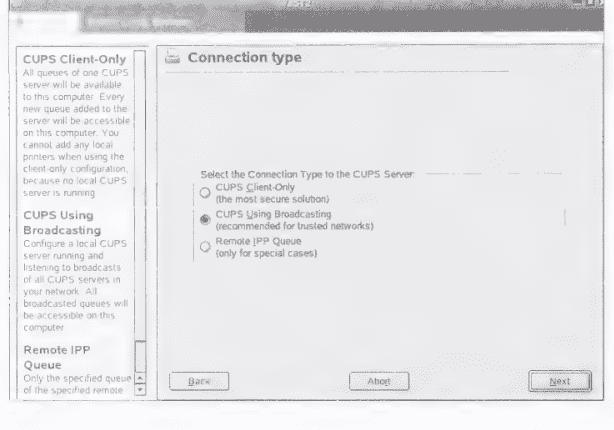 CUPS Client-Only
All queues of one CUPS
server will be available
to this computer. Every
new queue added to the
server will be accessible
on this computer. You
cannot add any local
printers when using the
client-only configuration,
because no local CUPS
server is running
CUPS Using
Broadcasting
Configure a local CUPS
server running and
listening to broadcasts
of all CUPS servers in
your network. All
broadcasted queues will
be accessible on this
computer
Remote IPP
Queue
Only the specified queue
of the specified remote
Connection type
Select the Connection Type to the CUPS Server:
CUPS Client-Only
(the most secure solution)
CUPS Using Broadcasting
(recommended for trusted networks)
Remote IPP Queue
(only for special cases)
Back
Abort
Next